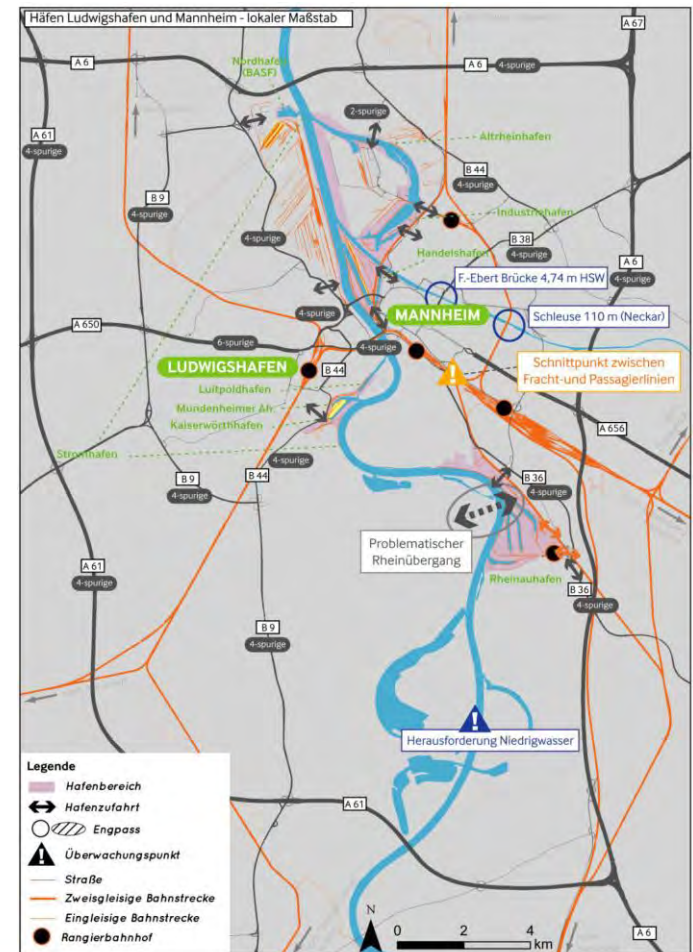 Häfen Ludwigshafen und Mannheim - lokaler Maßstab
A 67
Nordhafen
(BASF)
A 6
A 6
4-spurige
2-spurige
A 61
4-spurige
Altrheinhafen
B 44
4-spurige
B 9
4-spurige
Industriehafen
B 38
4-spurige
Handelshafen
A 6
4-spurige
F.-Ebert Brücke 4,74 m HSW
4-spurige
MANNHEIM
Schleuse 110 m (Neckar)
A 650
6-spurige
4-spurige
LUDWIGSHAFEN
B 44
Schnittpunkt zwischen
Fracht-und Passagierlinien
Luitpoldhafen
Mundenheimer Ah.
Kaiserwörthhafen
A 656
Stromhafen
4-spurige
B 9
4-spurige
B 44
B 36
4-spurige
Problematischer
Rheinübergang
A 61
4-spurige
Rheinauhafen
B 36
4-spurige
B 9
4-spurige
Herausforderung Niedrigwasser
Legende
Hafenbereich
Hafenzufahrt
Engpass
Überwachungspunkt
Straße
Zweisgleisige Bahnstrecke
Eingleisige Bahnstrecke
Rangierbahnhof
A 61
N
0 2 4
km
A 6